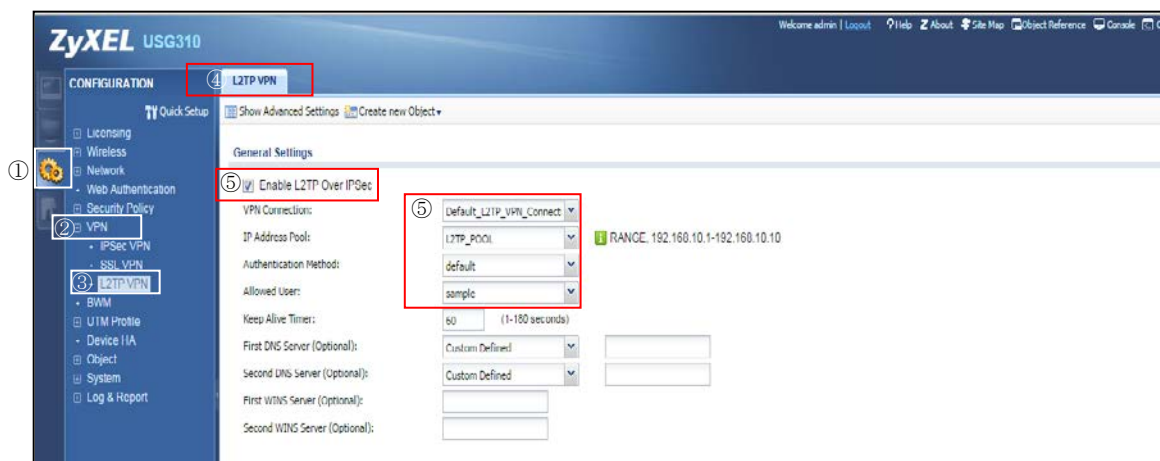 Welcome admin | Logout ?Help Z About Site Map Object Reference Console
ZyXEL USG310
CONFIGURATION
④ L2TP VPN
Quick Setup
Show Advanced Settings Create new Object
Licensing
Wireless
General Settings
① Network
Web Authentication
⑤ Enable L2TP Over IPSec
Security Policy
② VPN
VPN Connection: ⑤ Default_L2TP_VPN_Connect
IPSec VPN
IP Address Pool: L2TP_POOL RANGE, 192.168.10.1-192.168.10.10
SSL VPN
Authentication Method: default
③ L2TP VPN
Allowed User: sample
BWM
UTM Profile
Keep Alive Timer: 60 (1-180 seconds)
Device HA
First DNS Server (Optional): Custom Defined
Object
System
Second DNS Server (Optional): Custom Defined
Log & Report
First WINS Server (Optional):
Second WINS Server (Optional):